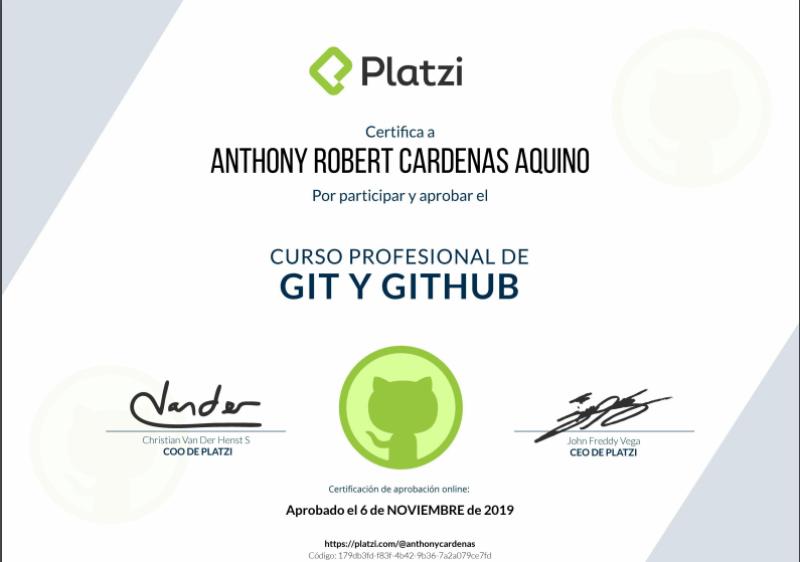 Platzi
Certifica a
ANTHONY ROBERT CARDENAS AQUINO
Por participar y aprobar el
CURSO PROFESIONAL DE
GIT Y GITHUB
Vander
Christian Van Der Henst S
COO DE PLATZI
John Freddy Vega
CEO DE PLATZI
Certificación de aprobación online:
Aprobado el 6 de NOVIEMBRE de 2019
https://platzi.com/@anthonycardenas
Código: 179db3fd-f83f-4b42-9b36-7a2a079ce7fd